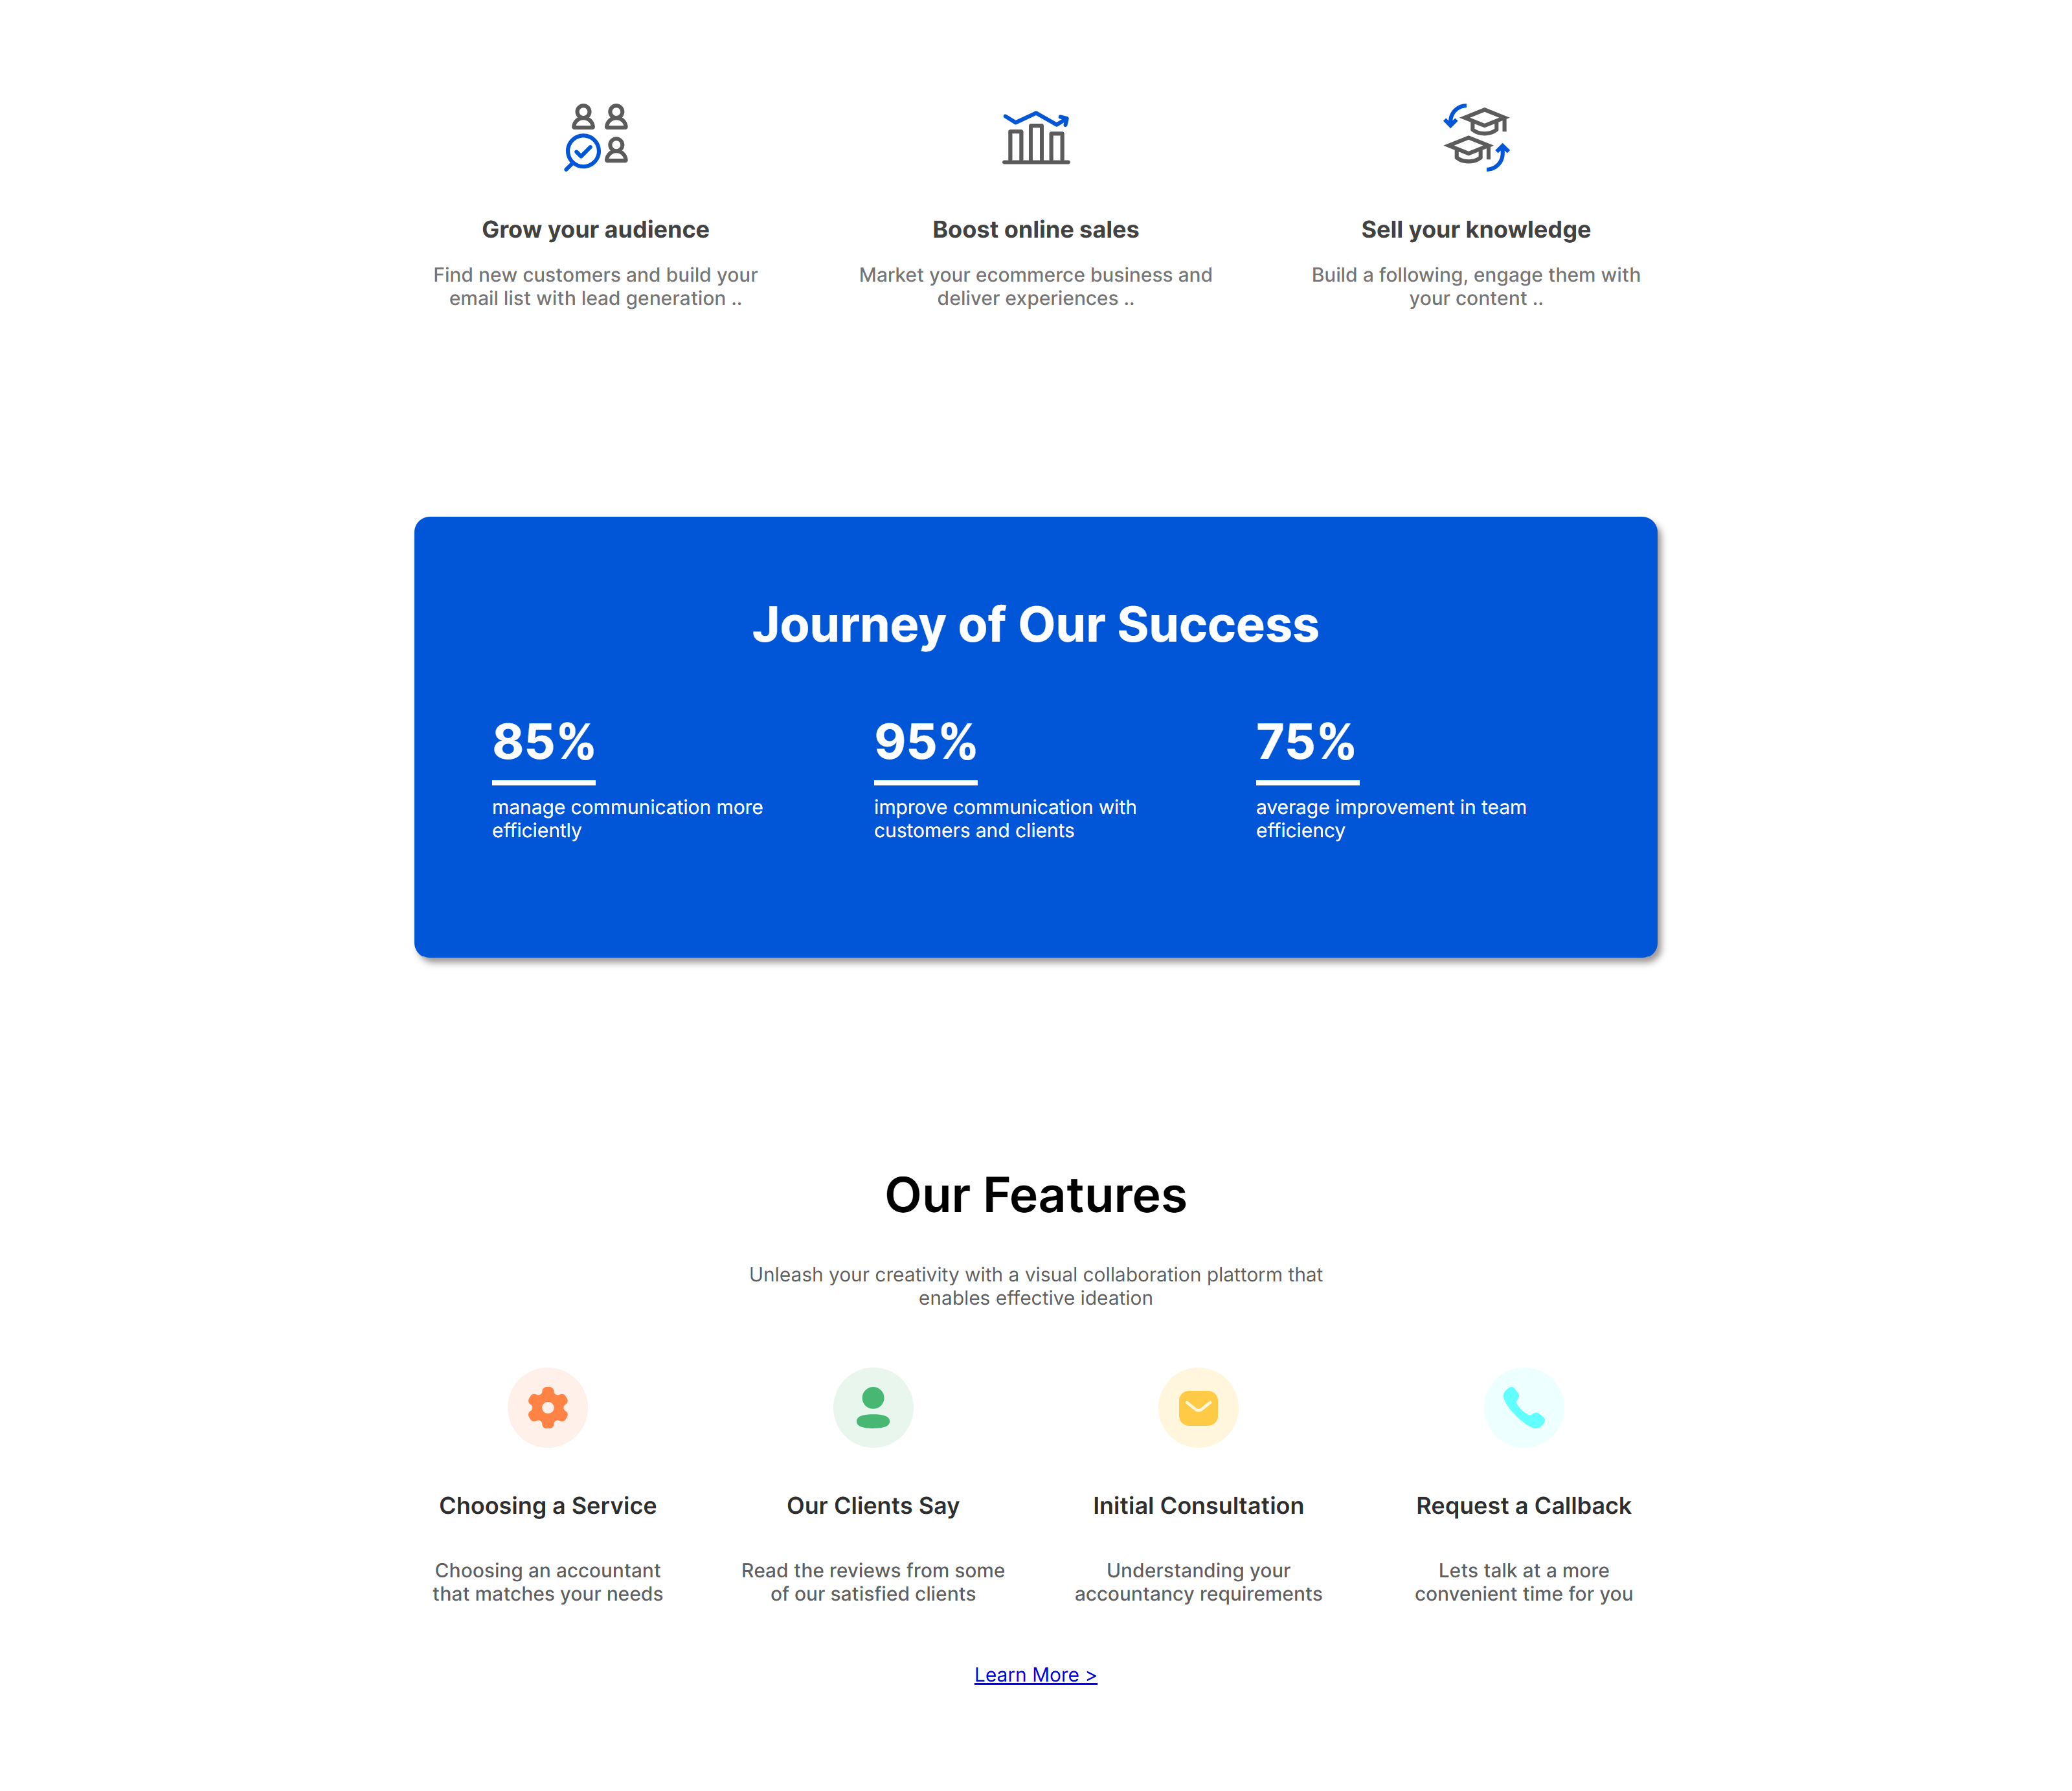 Grow your audience
Find new customers and build your
email list with lead generation ..
Boost online sales
Market your ecommerce business and
deliver experiences ..
Sell your knowledge
Build a following, engage them with
your content ..
Journey of Our Success
85%
manage communication more
efficiently
95%
improve communication with
customers and clients
75%
average improvement in team
efficiency
Our Features
Unleash your creativity with a visual collaboration plattorm that
enables effective ideation
Choosing a Service
Choosing an accountant
that matches your needs
Our Clients Say
Read the reviews from some
of our satisfied clients
Initial Consultation
Understanding your
accountancy requirements
Request a Callback
Lets talk at a more
convenient time for you
Learn More >